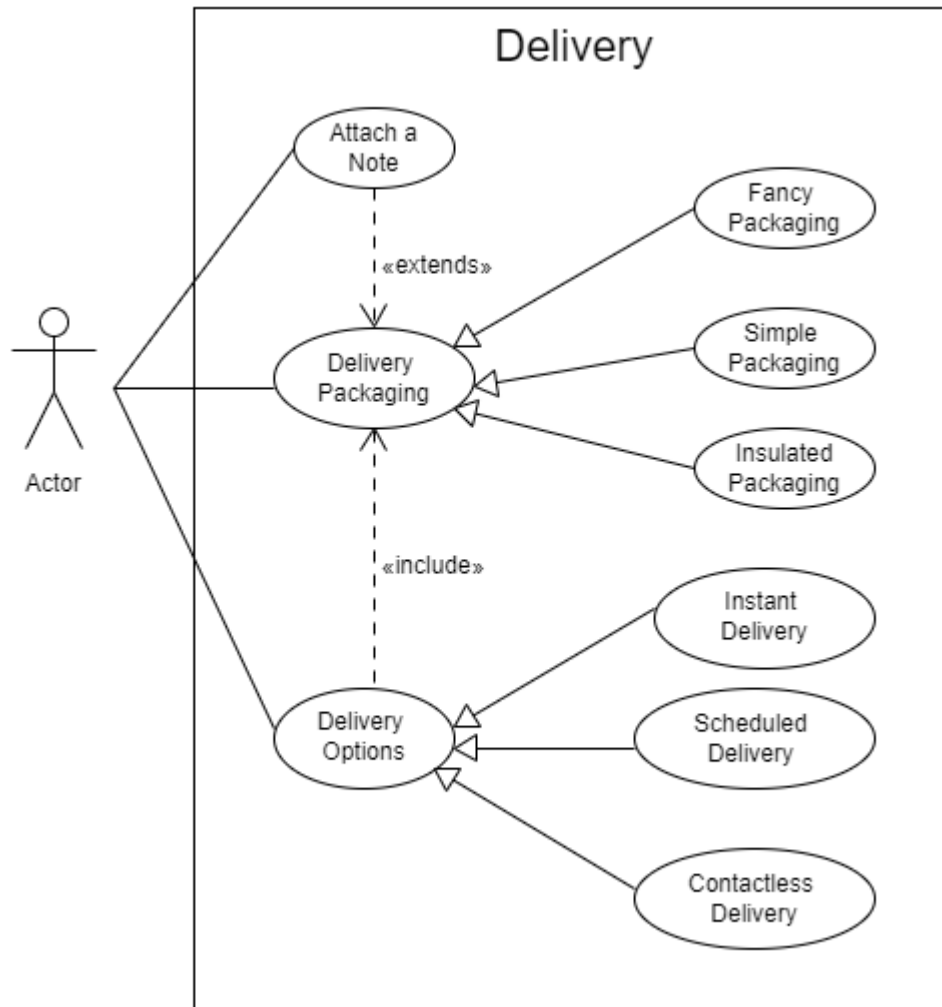 Delivery
Attach a
Note
Fancy
Packaging
«extends»
Delivery
Packaging
Simple
Packaging
Insulated
Packaging
Actor
«include»
Instant
Delivery
Delivery
Options
Scheduled
Delivery
Contactless
Delivery